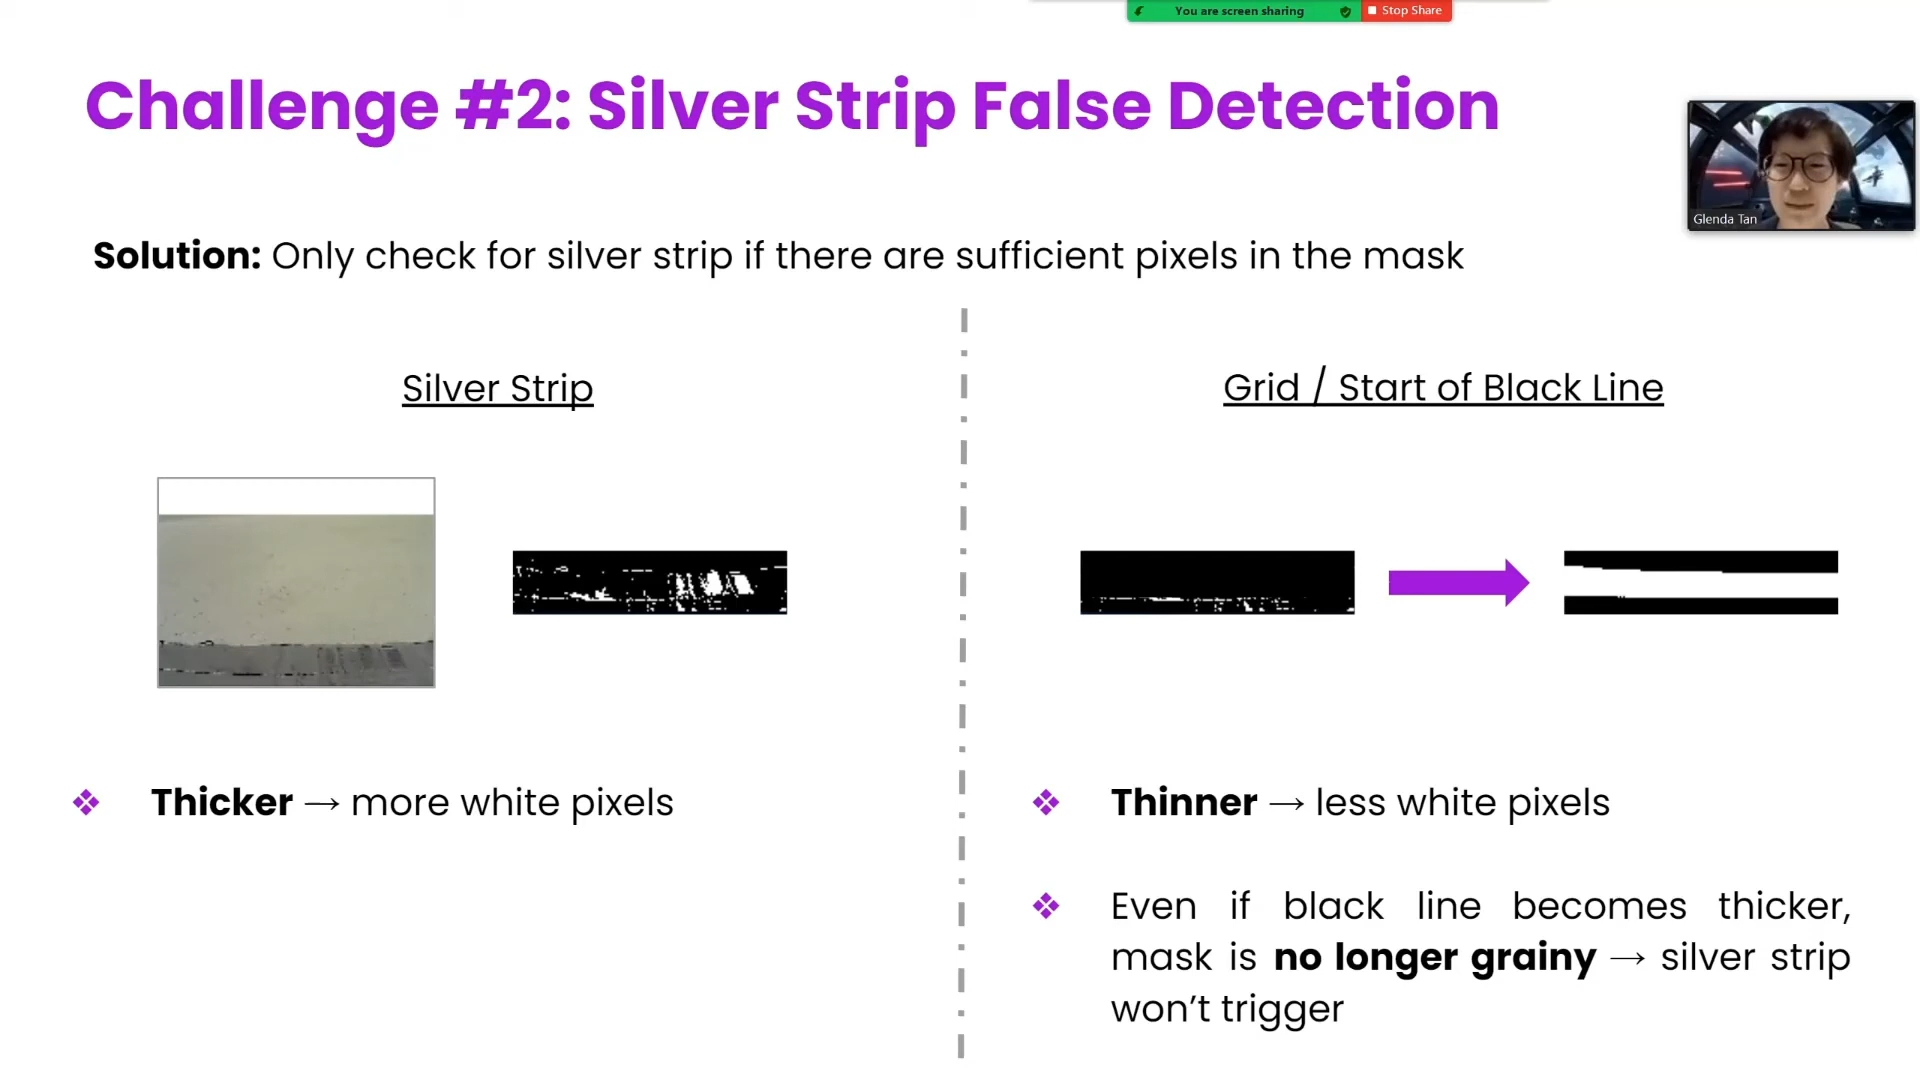 You are screen sharing
Stop Share
Challenge #2: Silver Strip False Detection
Glenda Tan
Solution: Only check for silver strip if there are sufficient pixels in the mask
Silver Strip
Grid / Start of Black Line
❖ Thicker → more white pixels
❖ Thinner → less white pixels
❖ Even if black line becomes thicker,
mask is no longer grainy → silver strip
won’t trigger